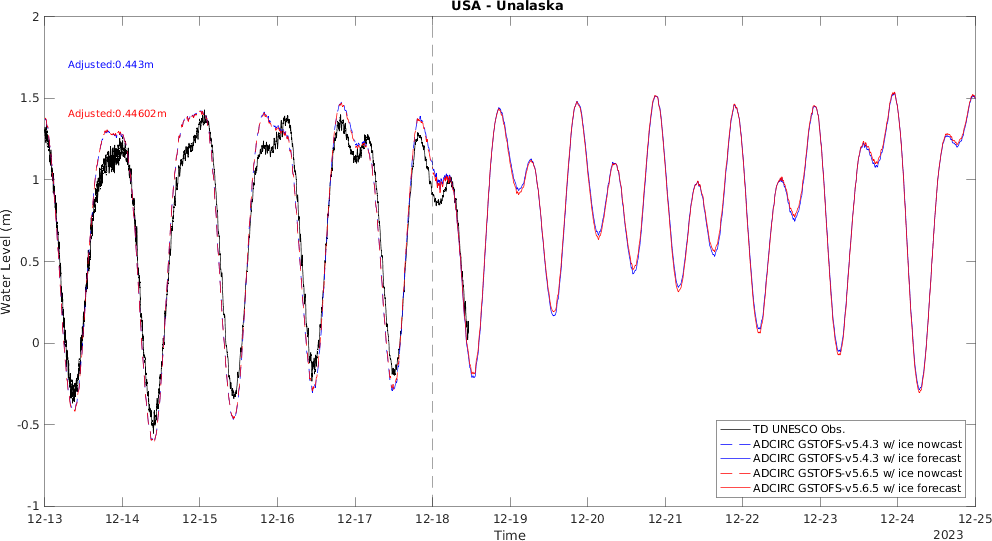 USA - Unalaska
2
1.5
1
0.5
0
-0.5
-1
Water Level (m)
Adjusted:0.443m
Adjusted:0.44602m
TD UNESCO Obs.
ADCIRC GSTOFS-v5.4.3 w/ ice nowcast
ADCIRC GSTOFS-v5.4.3 w/ ice forecast
ADCIRC GSTOFS-v5.6.5 w/ ice nowcast
ADCIRC GSTOFS-v5.6.5 w/ ice forecast
12-13 12-14 12-15 12-16 12-17 12-18 12-19 12-20 12-21 12-22 12-23 12-24 12-25
Time
2023